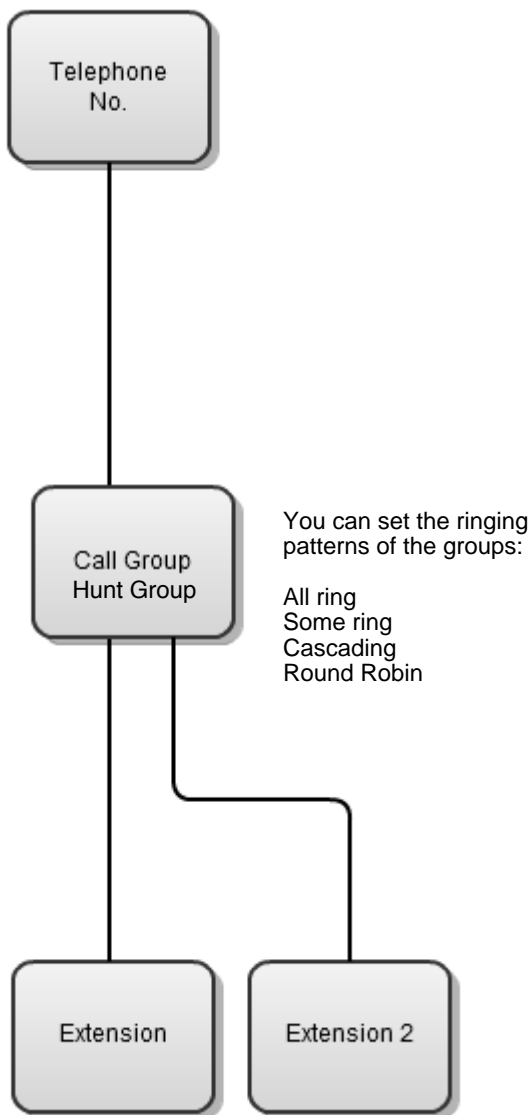 Telephone
No.
Call Group
Hunt Group
You can set the ringing
patterns of the groups:
All ring
Some ring
Cascading
Round Robin
Extension
Extension 2